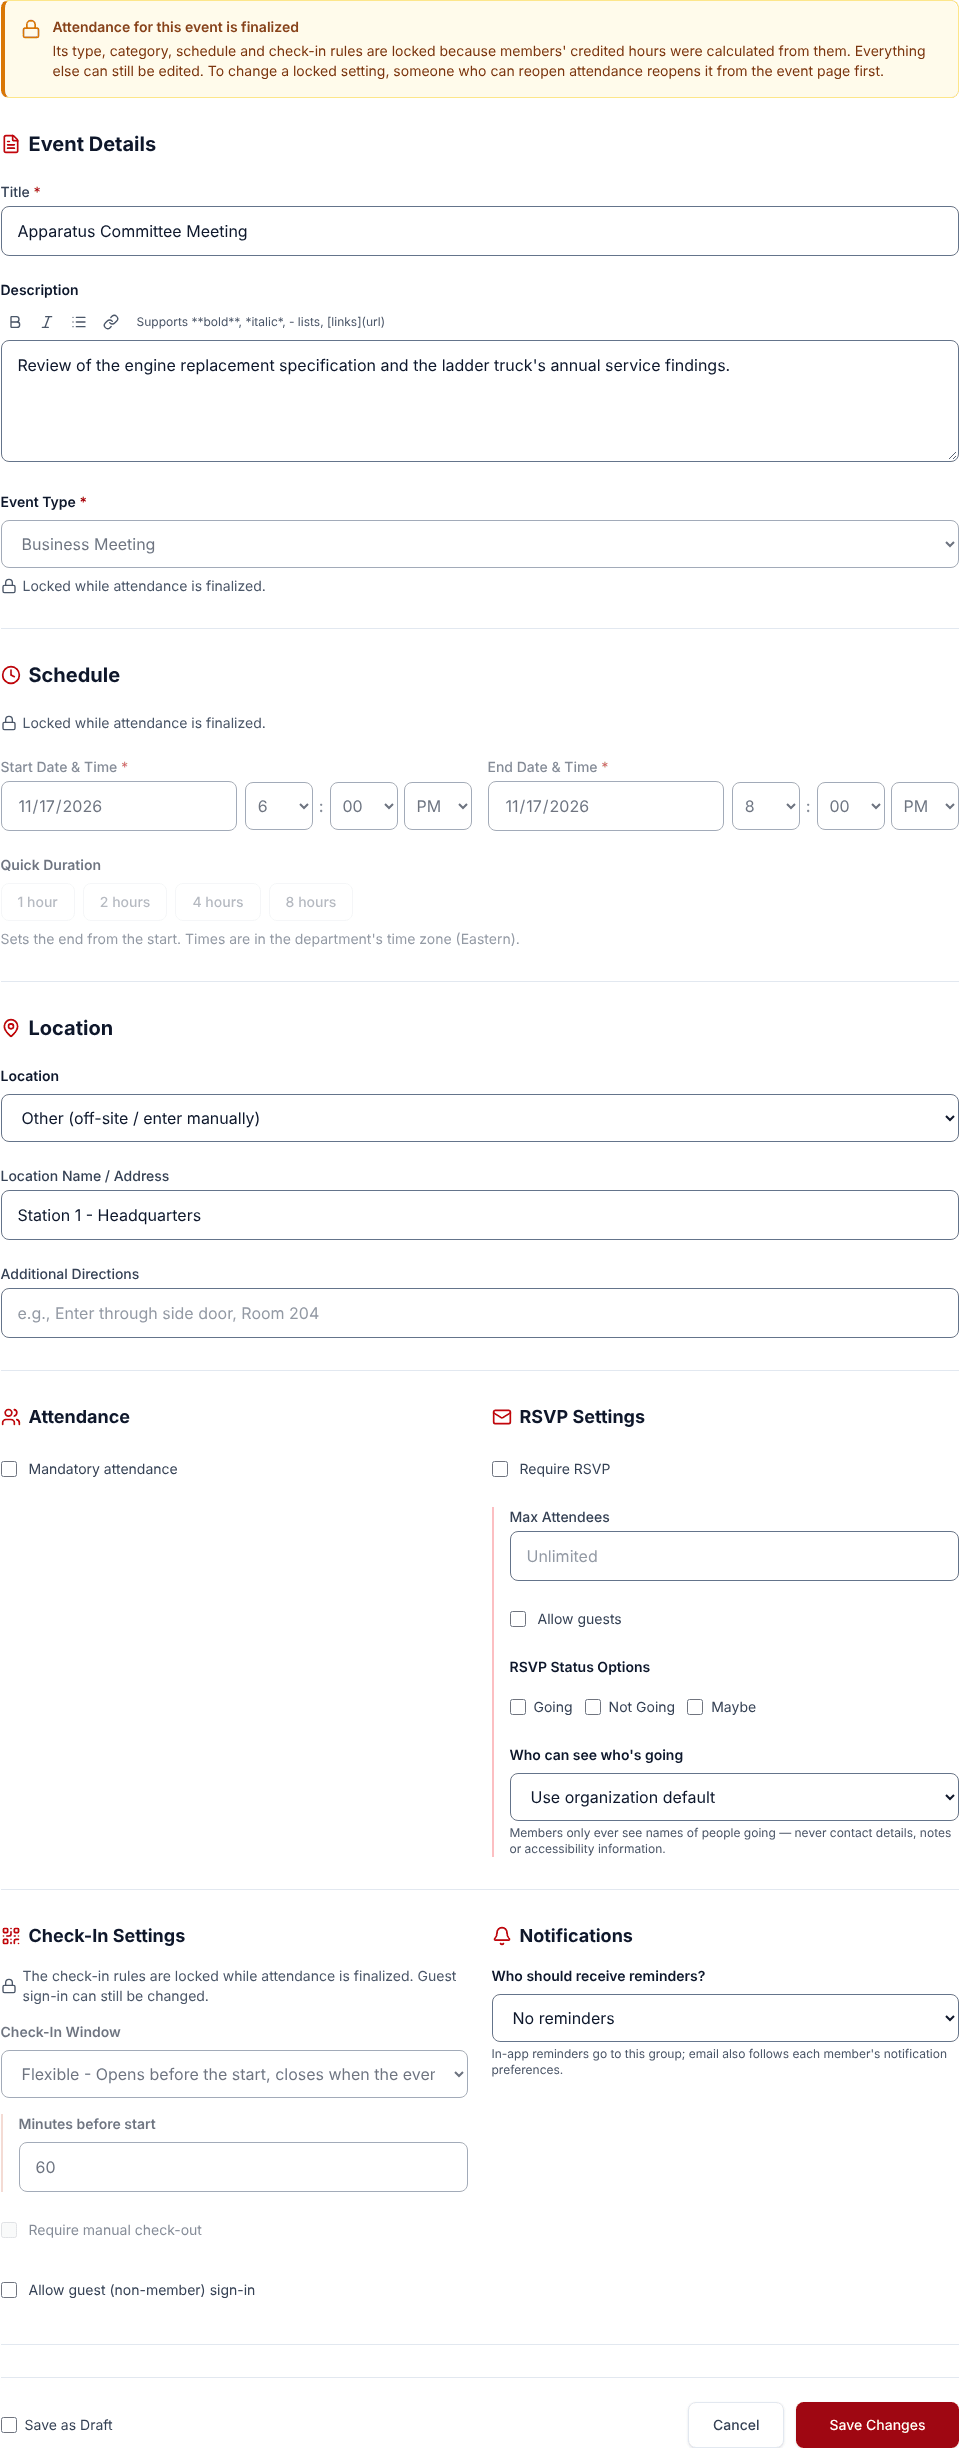 Attendance for this event is finalized
Its type, category, schedule and check-in rules are locked because members' credited hours were calculated from them. Everything
else can still be edited. To change a locked setting, someone who can reopen attendance reopens it from the event page first.
Event Details
Title *
Apparatus Committee Meeting
Description
Supports **bold**, *italic*, - lists, [links](url)
Review of the engine replacement specification and the ladder truck's annual service findings.
Event Type *
Business Meeting
Locked while attendance is finalized.
Schedule
Locked while attendance is finalized.
Start Date & Time *
11/17/2026 6 : 00 PM
End Date & Time *
11/17/2026 8 : 00 PM
Quick Duration
1 hour 2 hours 4 hours 8 hours
Sets the end from the start. Times are in the department's time zone (Eastern).
Location
Location
Other (off-site / enter manually)
Location Name / Address
Station 1 - Headquarters
Additional Directions
e.g., Enter through side door, Room 204
Attendance
Mandatory attendance
RSVP Settings
Require RSVP
Max Attendees
Unlimited
Allow guests
RSVP Status Options
Going Not Going Maybe
Who can see who's going
Use organization default
Members only ever see names of people going — never contact details, notes
or accessibility information.
Check-In Settings
The check-in rules are locked while attendance is finalized. Guest
sign-in can still be changed.
Check-In Window
Flexible - Opens before the start, closes when the ever
Minutes before start
60
Require manual check-out
Allow guest (non-member) sign-in
Notifications
Who should receive reminders?
No reminders
In-app reminders go to this group; email also follows each member's notification
preferences.
Save as Draft
Cancel
Save Changes